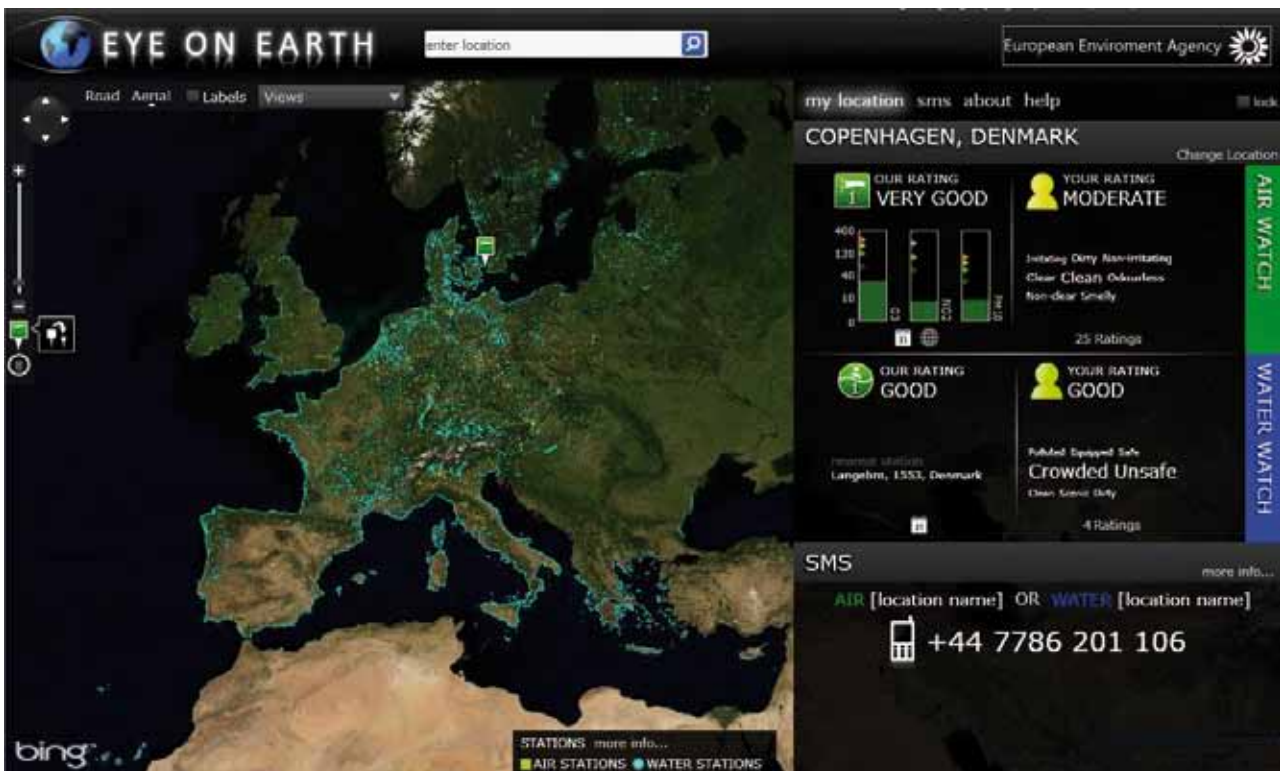 EYE ON EARTH
enter location
European Enviroment Agency
Road Aerial Labels Views
my location sms about help
lock
COPENHAGEN, DENMARK
Change Location
OUR RATING
VERY GOOD
YOUR RATING
MODERATE
AIR WATCH
400
120
40
10
0
O3
NO2
PM10
Irritating Dirty Non-irritating
Clear Clean Odourless
Non-clear Smelly
25 Ratings
OUR RATING
GOOD
YOUR RATING
GOOD
WATER WATCH
nearest station
1553, Denmark
Polluted Equipped Safe
Crowded Unsafe
Clean Scenic Dirty
4 Ratings
SMS
more info...
AIR [location name] OR WATER [location name]
+44 7786 201 106
bing
STATIONS more info...
AIR STATIONS WATER STATIONS